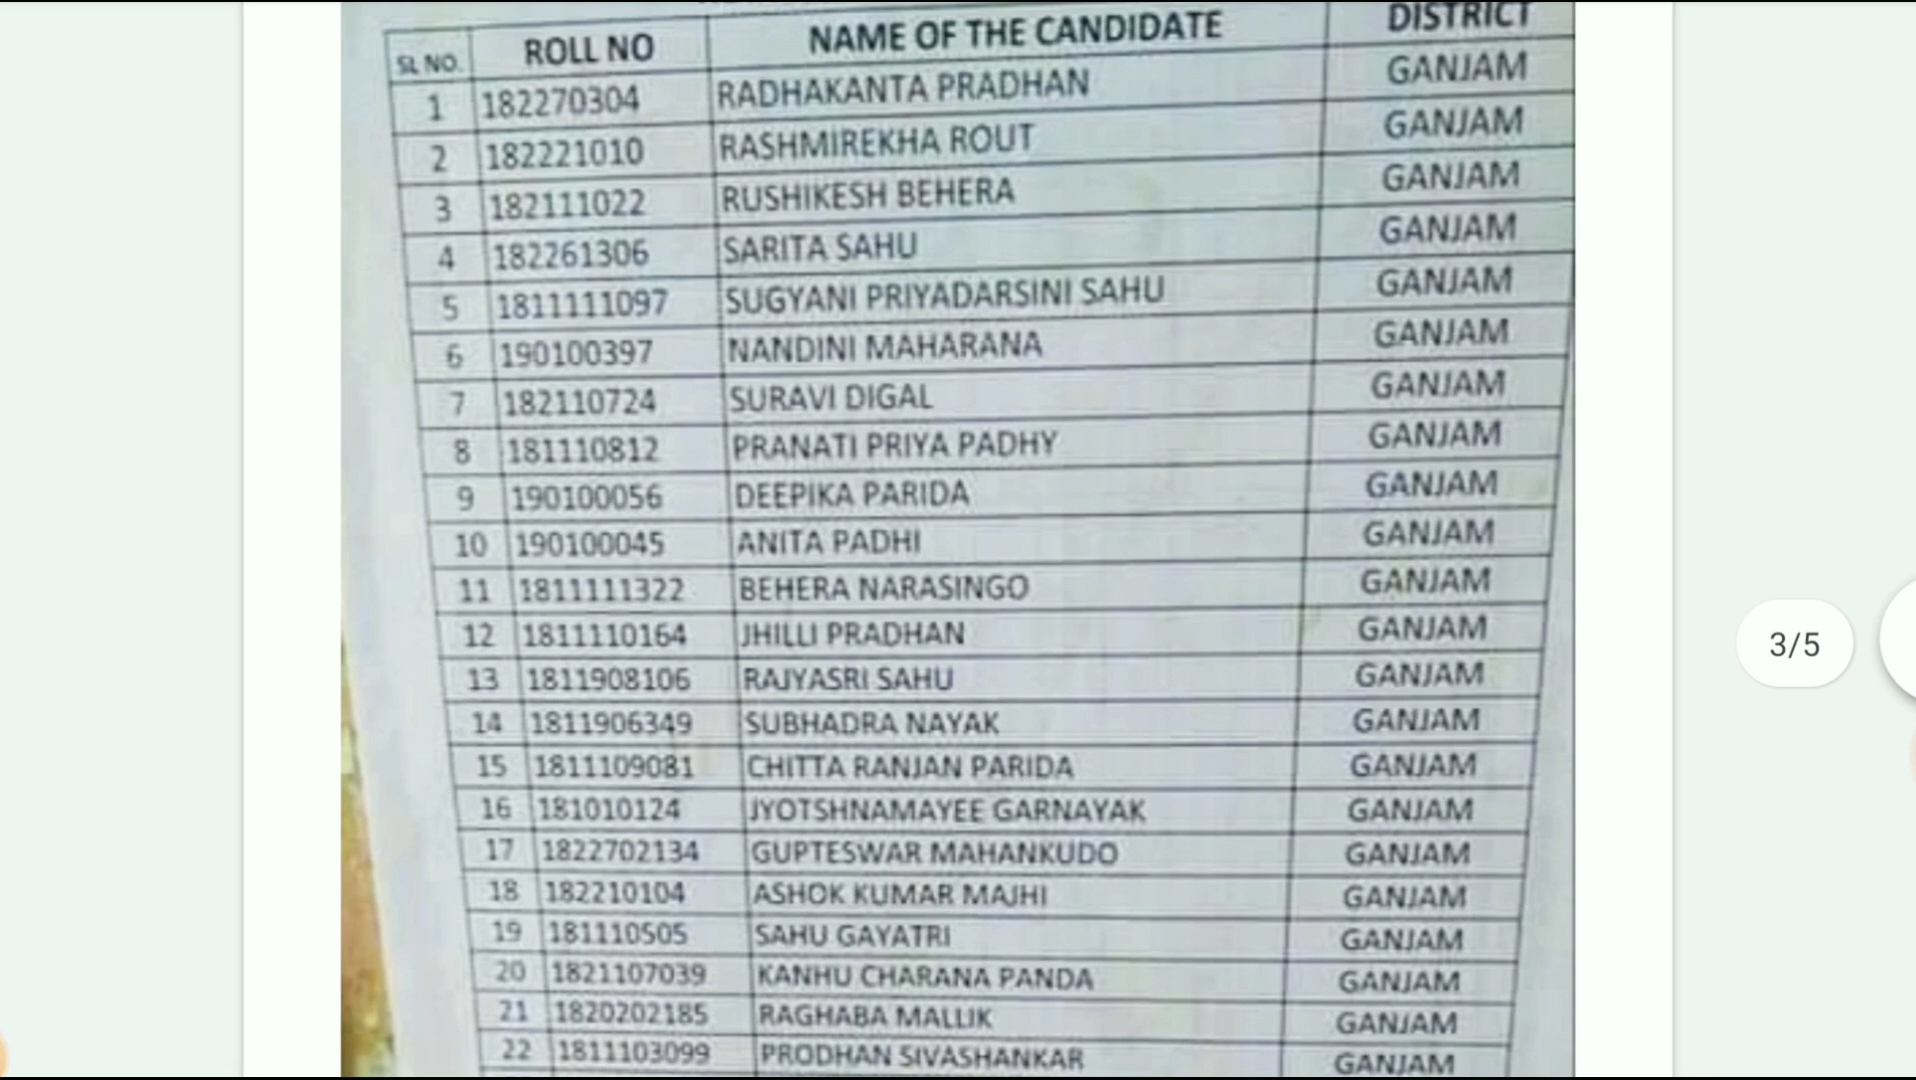 SL NO. ROLL NO NAME OF THE CANDIDATE DISTRICT
1 182270304 RADHAKANTA PRADHAN GANJAM
2 182221010 RASHMIREKHA ROUT GANJAM
3 182111022 RUSHIKESH BEHERA GANJAM
4 182261306 SARITA SAHU GANJAM
5 1811111097 SUGYANI PRIYADARSINI SAHU GANJAM
6 190100397 NANDINI MAHARANA GANJAM
7 182110724 SURAVI DIGAL GANJAM
8 181110812 PRANATI PRIYA PADHY GANJAM
9 190100056 DEEPIKA PARIDA GANJAM
10 190100045 ANITA PADHI GANJAM
11 1811111322 BEHERA NARASINGO GANJAM
12 1811110164 JHILLI PRADHAN GANJAM
13 1811908106 RAJYASRI SAHU GANJAM
14 1811906349 SUBHADRA NAYAK GANJAM
15 1811109081 CHITTA RANJAN PARIDA GANJAM
16 181010124 JYOTSHNAMAYEE GARNAYAK GANJAM
17 1822702134 GUPTESWAR MAHANKUDO GANJAM
18 182210104 ASHOK KUMAR MAJHI GANJAM
19 181110505 SAHU GAYATRI GANJAM
20 1821107039 KANHU CHARANA PANDA GANJAM
21 1820202185 RAGHABA MALLIK GANJAM
22 1811103099 PRODHAN SIVASHANKAR GANJAM
3/5